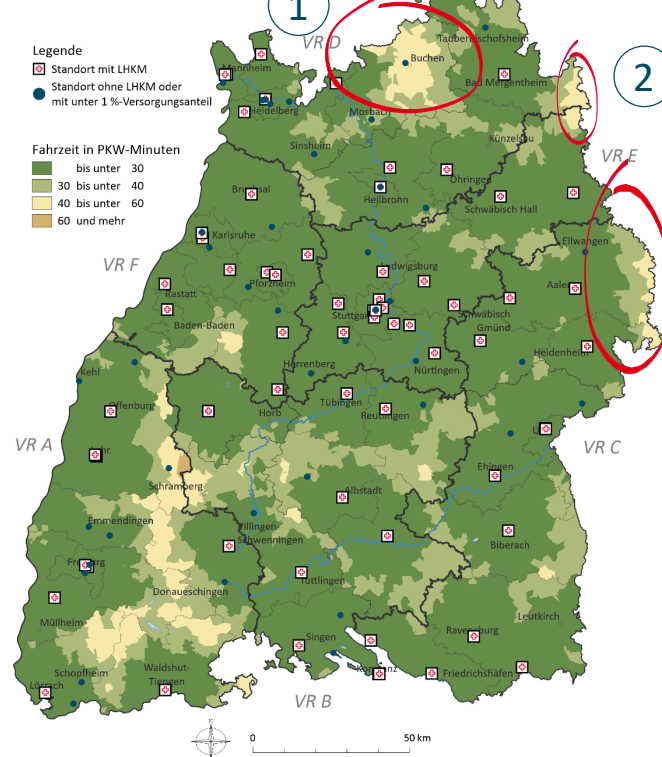 1
VR D
Tauberbischofsheim
Legende
Standort mit LHKM
Standort ohne LHKM oder
mit unter 1 %-Versorgungsanteil
Buchen
Mannheim
Bad Mergentheim
2
Heidelberg
Mosbach
Fahrzeit in PKW-Minuten
bis unter 30
30 bis unter 40
40 bis unter 60
60 und mehr
Sinsheim
Künzelsau
VR E
Öhringen
Bruchsal
Heilbronn
Schwäbisch Hall
Karlsruhe
Ellwangen
VR F
Ludwigsburg
Pforzheim
Aalen
Rastatt
Stuttgart
Schwäbisch
Gmünd
Baden-Baden
Heidenheim
Herrenberg
Nürtingen
Kehl
Tübingen
Offenburg
Horb
Reutlingen
VR A
Lahr
VR C
Ehingen
Schramberg
Albstadt
Emmendingen
Villingen-
Schwenningen
Biberach
Freiburg
Tuttlingen
Donaueschingen
Müllheim
Leutkirch
Singen
Ravensburg
Schopfheim
Waldshut-
Tiengen
Konstanz
Friedrichshafen
Lörrach
VR B
0
50 km